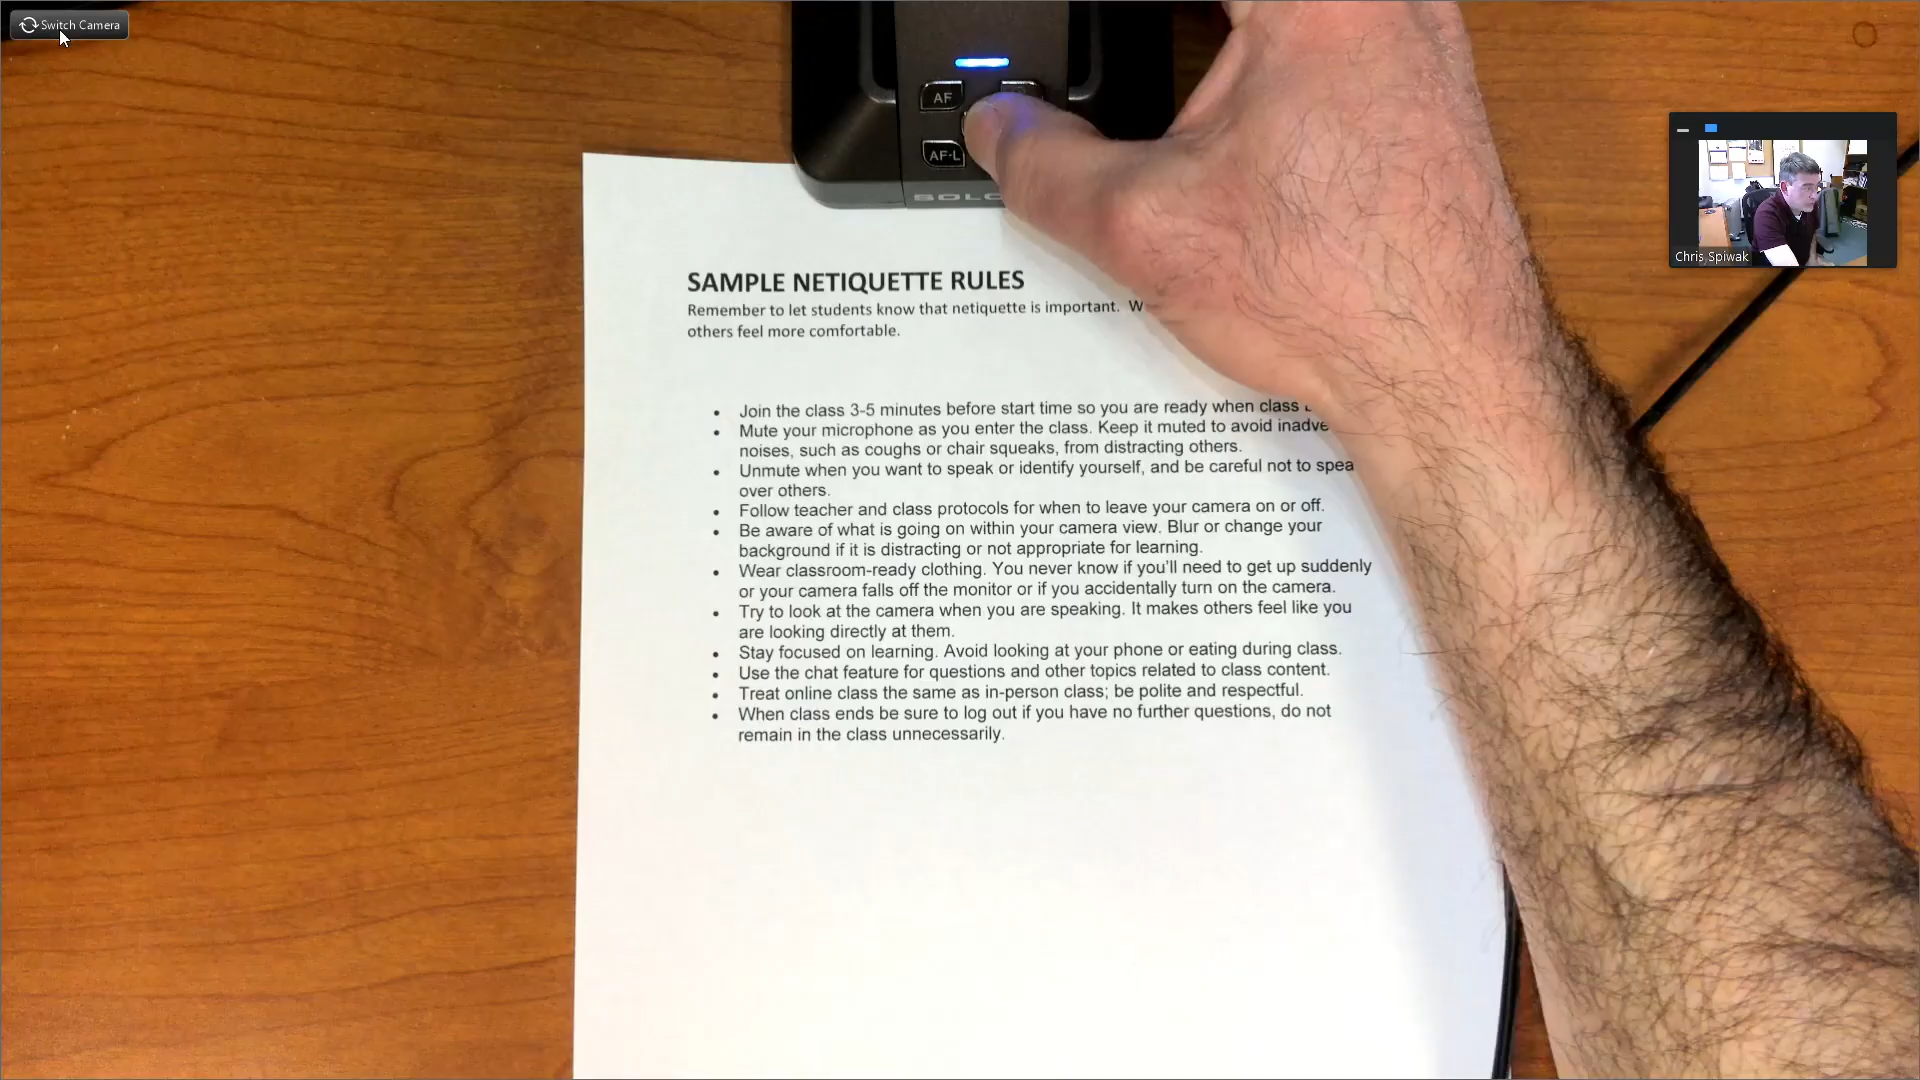 Switch Camera
AF
AF-L
SAMPLE NETIQUETTE RULES
Remember to let students know that netiquette is important. W
others feel more comfortable.
• Join the class 3-5 minutes before start time so you are ready when class
• Mute your microphone as you enter the class. Keep it muted to avoid inadve
noises, such as coughs or chair squeaks, from distracting others.
• Unmute when you want to speak or identify yourself, and be careful not to spea
over others.
• Follow teacher and class protocols for when to leave your camera on or off.
• Be aware of what is going on within your camera view. Blur or change your
background if it is distracting or not appropriate for learning.
• Wear classroom-ready clothing. You never know if you'll need to get up suddenly
or your camera falls off the monitor or if you accidentally turn on the camera.
• Try to look at the camera when you are speaking. It makes others feel like you
are looking directly at them.
• Stay focused on learning. Avoid looking at your phone or eating during class.
• Use the chat feature for questions and other topics related to class content.
• Treat online class the same as in-person class; be polite and respectful.
• When class ends be sure to log out if you have no further questions, do not
remain in the class unnecessarily.
Chris Spiwak